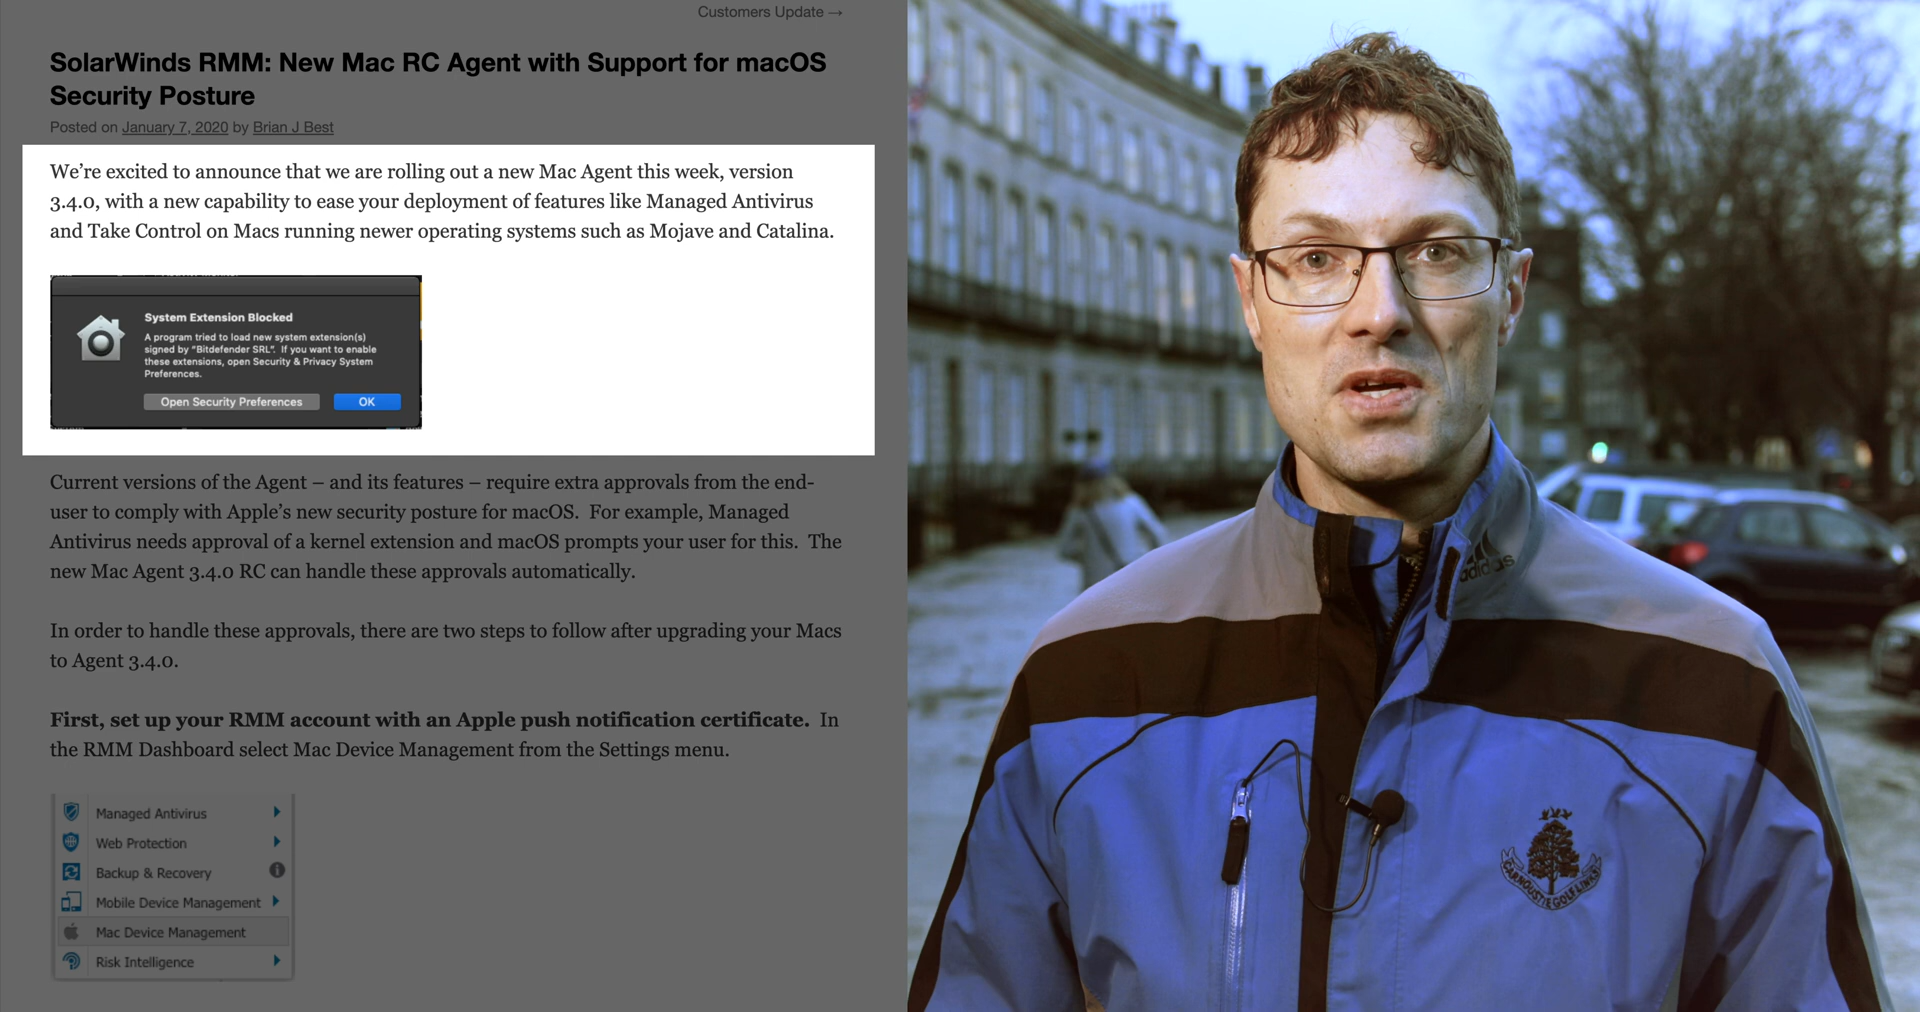 Customers Update →
SolarWinds RMM: New Mac RC Agent with Support for macOS
Security Posture
Posted on January 7, 2020 by Brian J Best
We’re excited to announce that we are rolling out a new Mac Agent this week, version
3.4.0, with a new capability to ease your deployment of features like Managed Antivirus
and Take Control on Macs running newer operating systems such as Mojave and Catalina.
System Extension Blocked
A program tried to load new system extension(s)
signed by "Bitdefender SRL". If you want to enable
these extensions, open Security & Privacy System
Preferences.
Open Security Preferences
OK
Current versions of the Agent – and its features – require extra approvals from the end-
user to comply with Apple’s new security posture for macOS. For example, Managed
Antivirus needs approval of a kernel extension and macOS prompts your user for this. The
new Mac Agent 3.4.0 RC can handle these approvals automatically.
In order to handle these approvals, there are two steps to follow after upgrading your Macs
to Agent 3.4.0.
First, set up your RMM account with an Apple push notification certificate. In
the RMM Dashboard select Mac Device Management from the Settings menu.
Managed Antivirus
Web Protection
Backup & Recovery
Mobile Device Management
Mac Device Management
Risk Intelligence
adidas
CARNOUSTIE GOLF LINKS